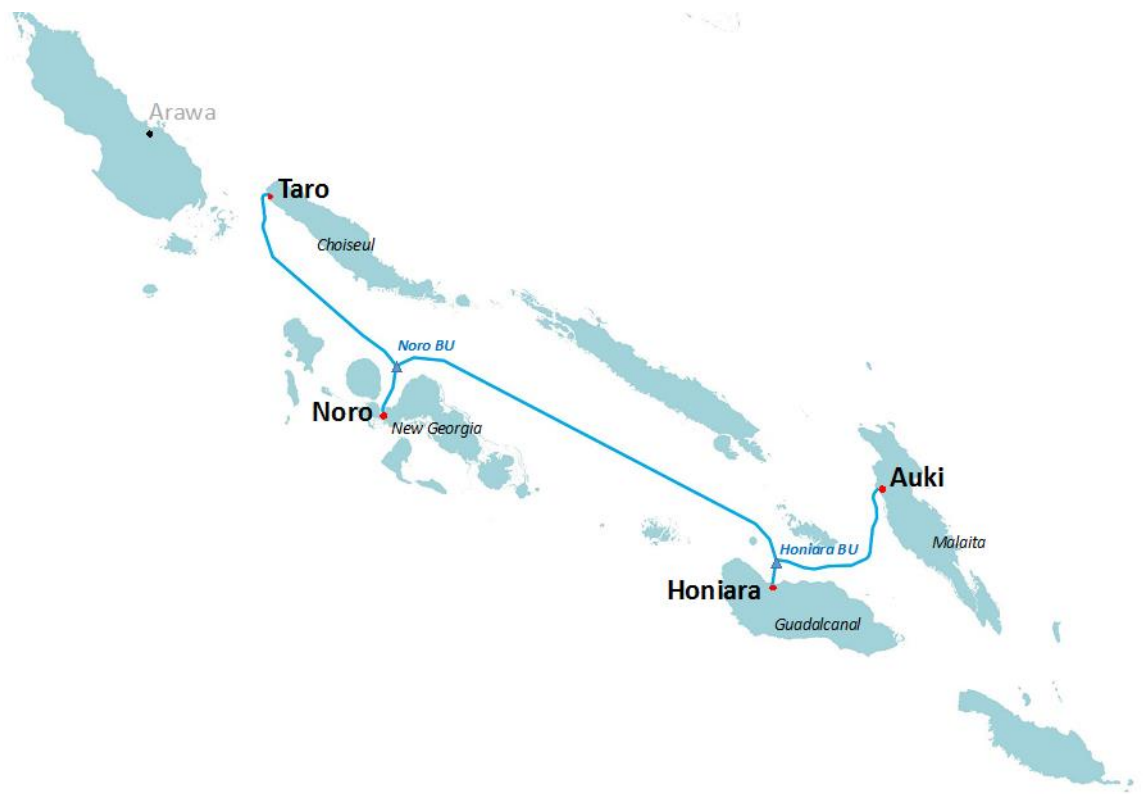 Arawa
Taro
Choiseul
Noro BU
Noro
New Georgia
Auki
Malaita
Honiara BU
Honiara
Guadalcanal